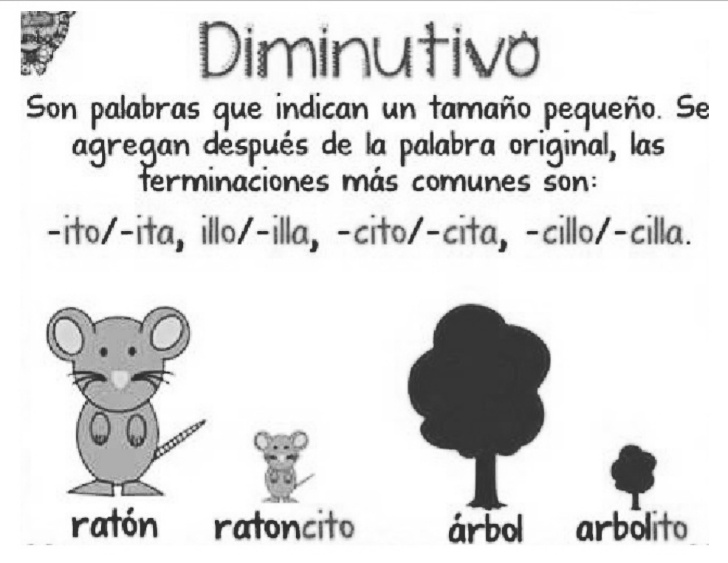 Diminutivo
Son palabras que indican un tamaño pequeño. Se
agregan después de la palabra original, las
terminaciones más comunes son:
-ito/-ita, illo/-illa, -cito/-cita, -cillo/-cilla.
ratón ratoncito árbol arbolito